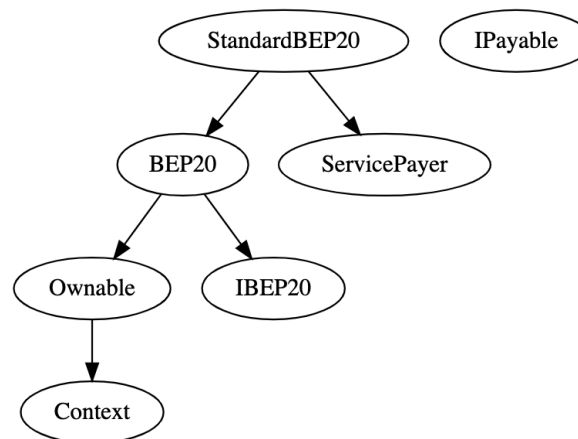 StandardBEP20
IPayable
BEP20
ServicePayer
Ownable
IBEP20
Context